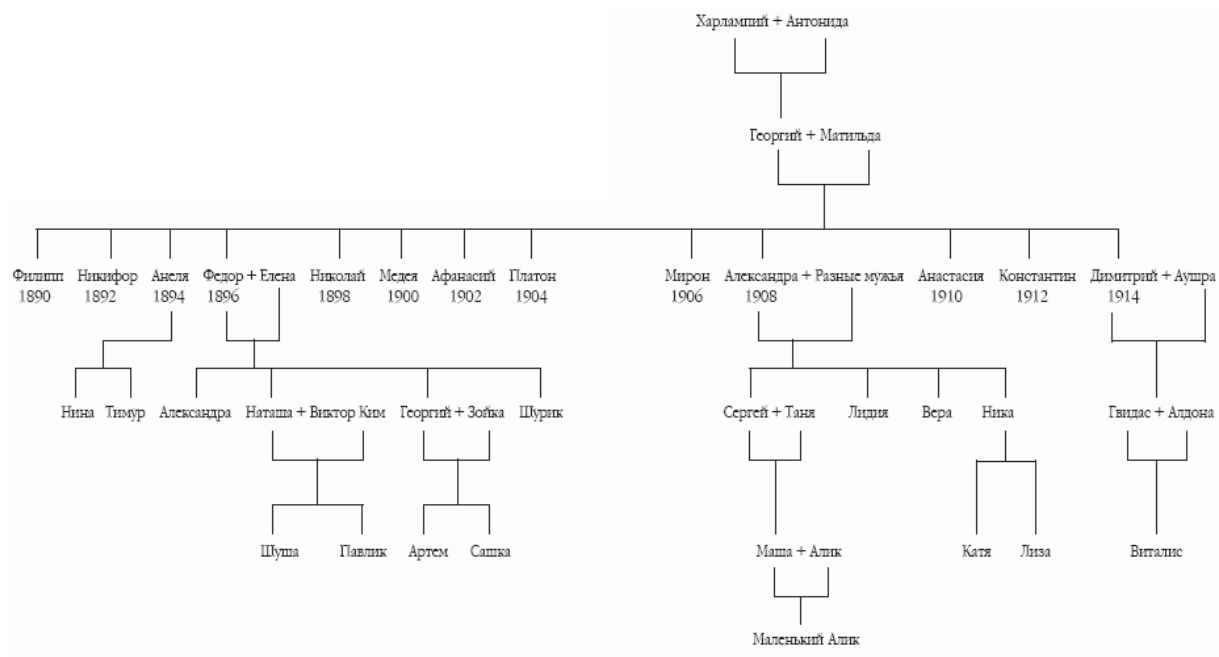 Харлампий + Антонида
Георгий + Матильда
Филипп Никифор Анеля Федор + Елена Николай Медея Афанасий Платон Мирон Александра + Разные мужья Анастасия Константин Димитрий + Аушра
1890 1892 1894 1896 1898 1900 1902 1904 1906 1908 1910 1912 1914
Нина Тимур Александра Наташа + Виктор Ким Георгий + Зойка Шурик Сергей + Таня Лидия Вера Ника Гвидас + Алдона
Шуша Павлик Артем Сашка Маша + Алик Катя Лиза Виталис
Маленький Алик